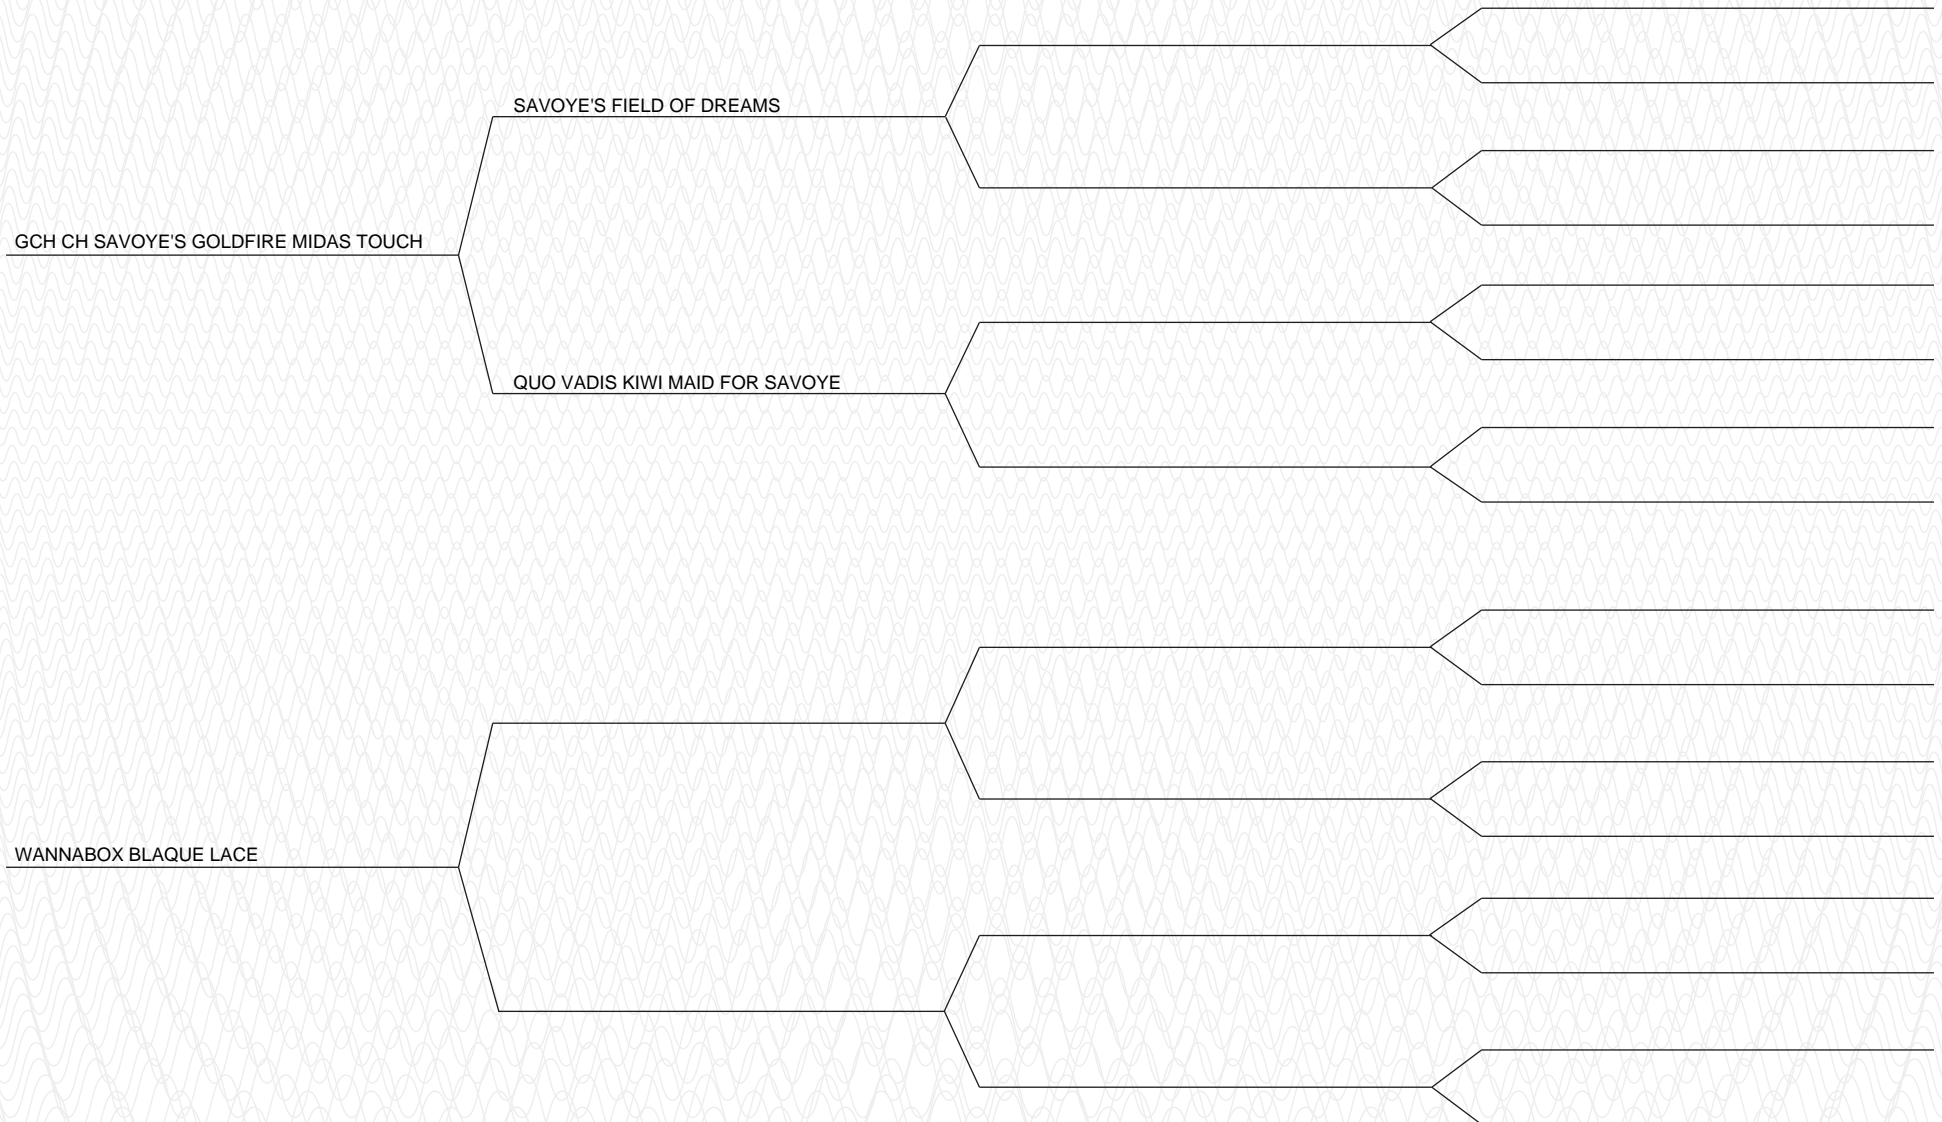 SAVOYE'S FIELD OF DREAMS
GCH CH SAVOYE'S GOLDFIRE MIDAS TOUCH
QUO VADIS KIWI MAID FOR SAVOYE
WANNABOX BLAQUE LACE